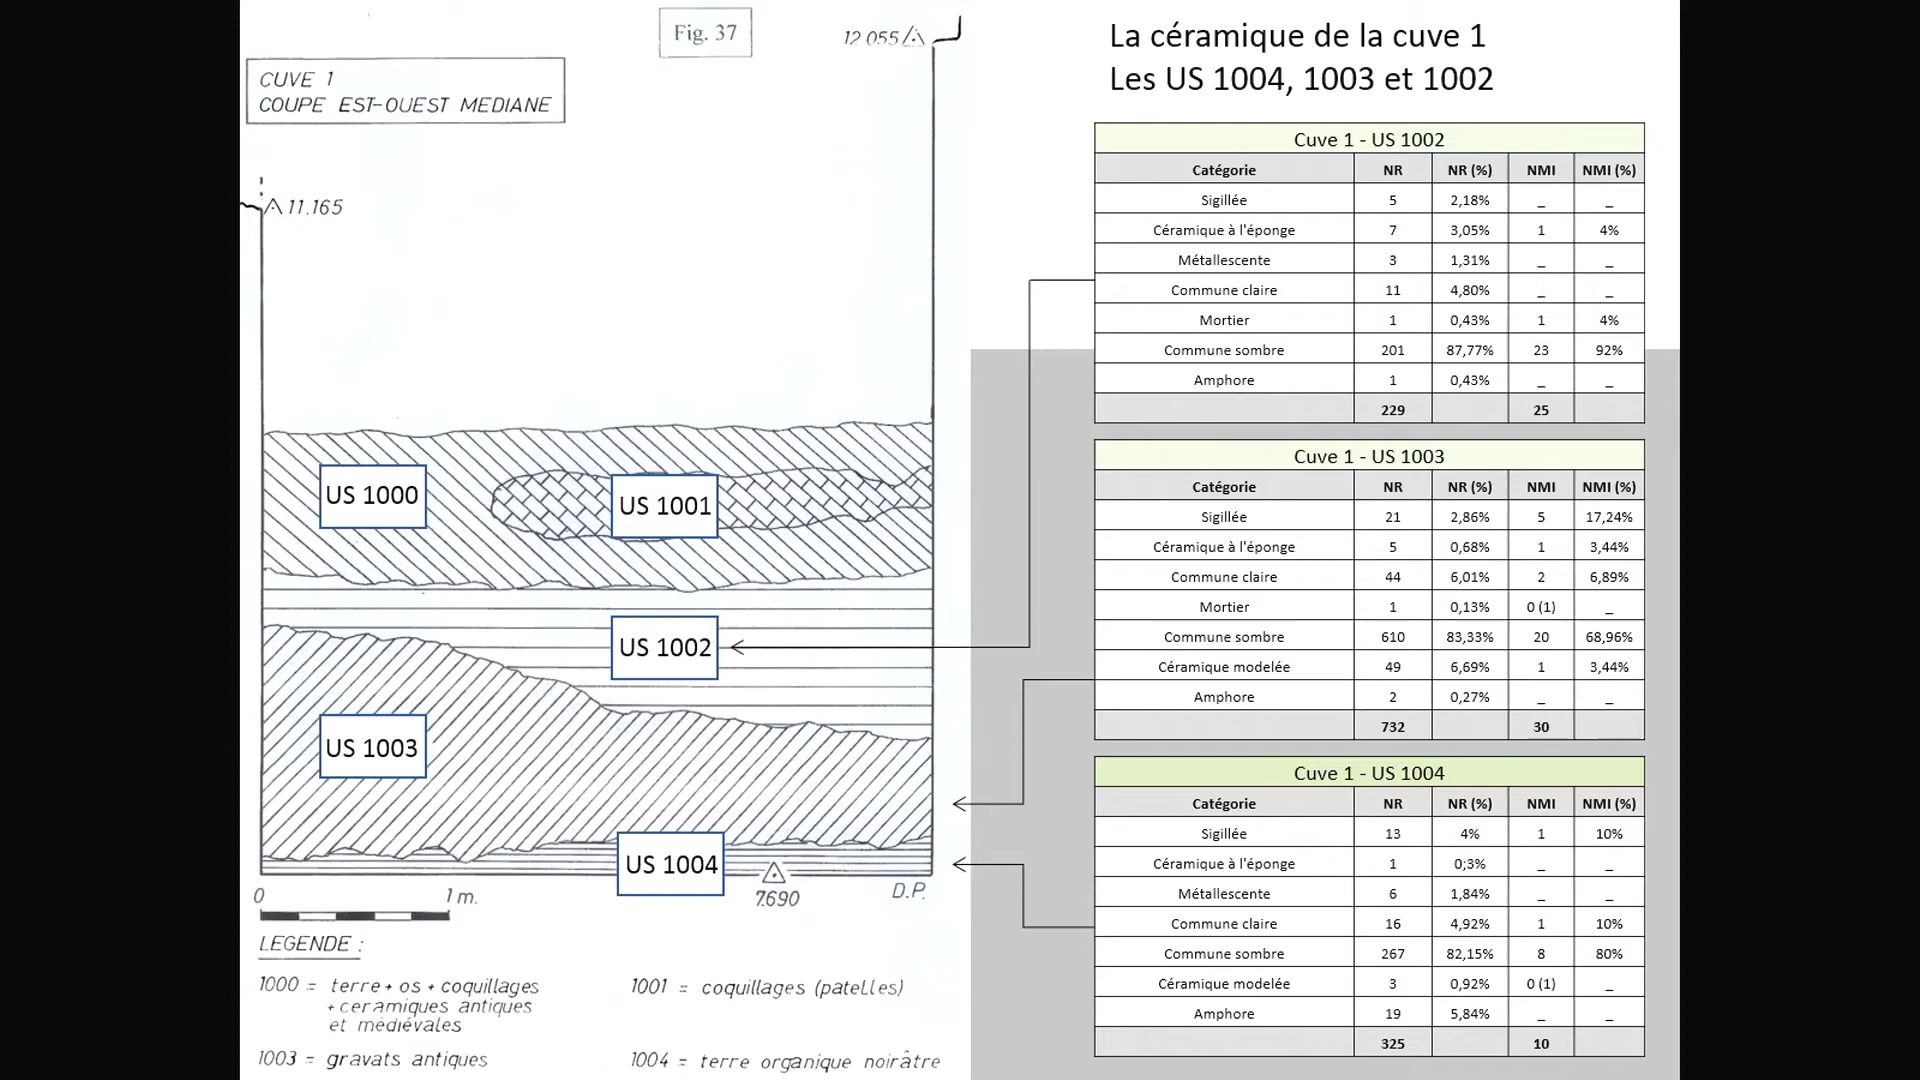 Fig. 37
12 055
CUVE 1
COUPE EST-OUEST MEDIANE
11.165
US 1000
US 1001
US 1002
US 1003
US 1004
0
1 m.
7.690
D.P.
LEGENDE :
1000 = terre + os + coquillages
+ ceramiques antiques
et médiévales
1001 = coquillages (patelles)
1003 = gravats antiques
1004 = terre organique noirâtre
La céramique de la cuve 1
Les US 1004, 1003 et 1002
Cuve 1 - US 1002
Catégorie NR NR (%) NMI NMI (%)
Sigillée 5 2,18% _ _
Céramique à l'éponge 7 3,05% 1 4%
Métallescente 3 1,31% _ _
Commune claire 11 4,80% _ _
Mortier 1 0,43% 1 4%
Commune sombre 201 87,77% 23 92%
Amphore 1 0,43% _ _
229 25
Cuve 1 - US 1003
Catégorie NR NR (%) NMI NMI (%)
Sigillée 21 2,86% 5 17,24%
Céramique à l'éponge 5 0,68% 1 3,44%
Commune claire 44 6,01% 2 6,89%
Mortier 1 0,13% 0 (1) _
Commune sombre 610 83,33% 20 68,96%
Céramique modelée 49 6,69% 1 3,44%
Amphore 2 0,27% _ _
732 30
Cuve 1 - US 1004
Catégorie NR NR (%) NMI NMI (%)
Sigillée 13 4% 1 10%
Céramique à l'éponge 1 0;3% _ _
Métallescente 6 1,84% _ _
Commune claire 16 4,92% 1 10%
Commune sombre 267 82,15% 8 80%
Céramique modelée 3 0,92% 0 (1) _
Amphore 19 5,84% _ _
325 10